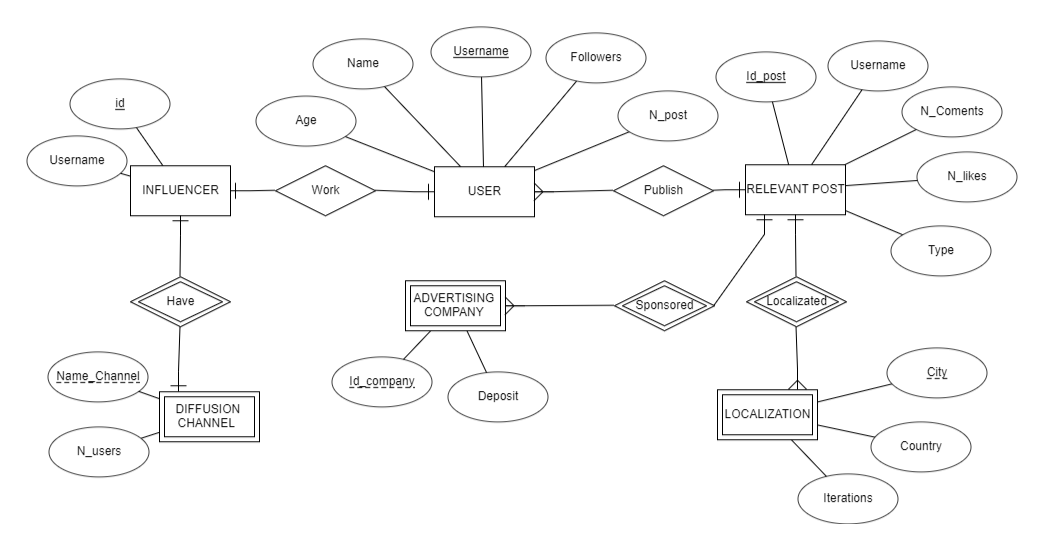 Username
Name
Followers
Username
Id_post
id
N_Coments
N_post
Age
Username
N_likes
INFLUENCER
Work
USER
Publish
RELEVANT POST
Type
Have
ADVERTISING
COMPANY
Sponsored
Localizated
Name_Channel
Id_company
City
Deposit
DIFFUSION
CHANNEL
LOCALIZATION
N_users
Country
Iterations